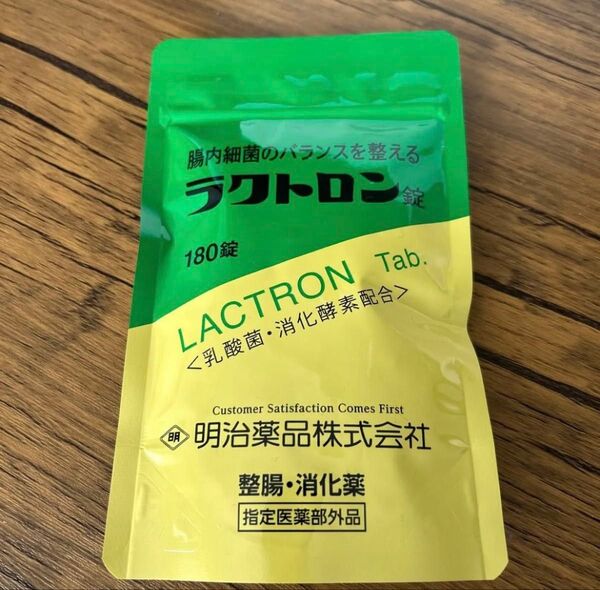 腸内細菌のバランスを整える
ラクトロン錠
180錠
LACTRON Tab.
<乳酸菌・消化酵素配合>
Customer Satisfaction Comes First
明 明治薬品株式会社
整腸・消化薬
指定医薬部外品